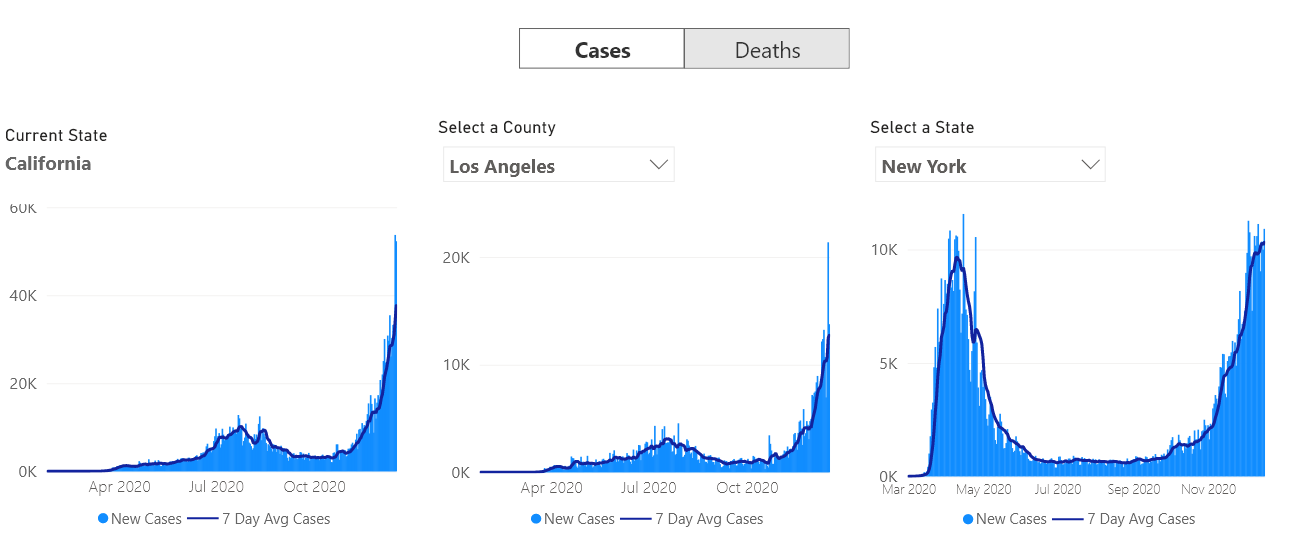 Cases Deaths
Current State
California
Select a County
Los Angeles
Select a State
New York
60K
40K
20K
0K
Apr 2020 Jul 2020 Oct 2020
New Cases 7 Day Avg Cases
20K
10K
0K
Apr 2020 Jul 2020 Oct 2020
New Cases 7 Day Avg Cases
10K
5K
0K
Mar 2020 May 2020 Jul 2020 Sep 2020 Nov 2020
New Cases 7 Day Avg Cases